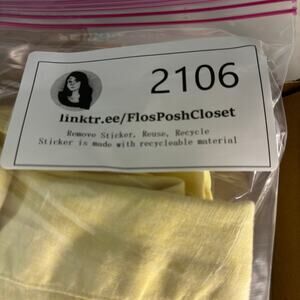 2106
linktr.ee/FlosPoshCloset
Remove Sticker, Reuse, Recycle
Sticker is made with recycleable material